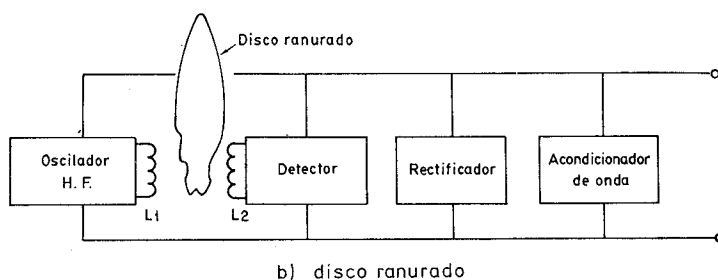 Disco ranurado
Oscilador
H. F.
L1
L2
Detector
Rectificador
Acondicionador
de onda
b) disco ranurado